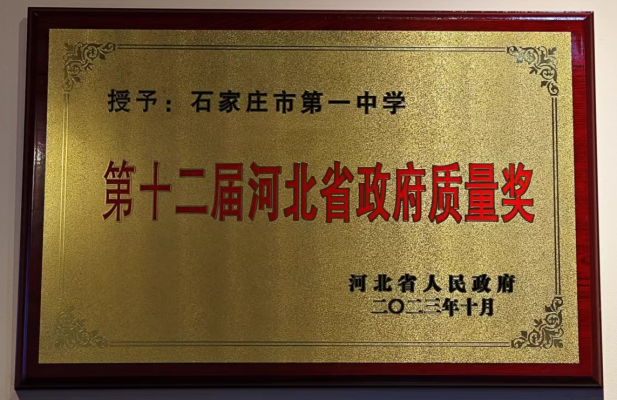 授予：石家庄市第一中学
第十二届河北省政府质量奖
河北省人民政府
二〇二三年十月